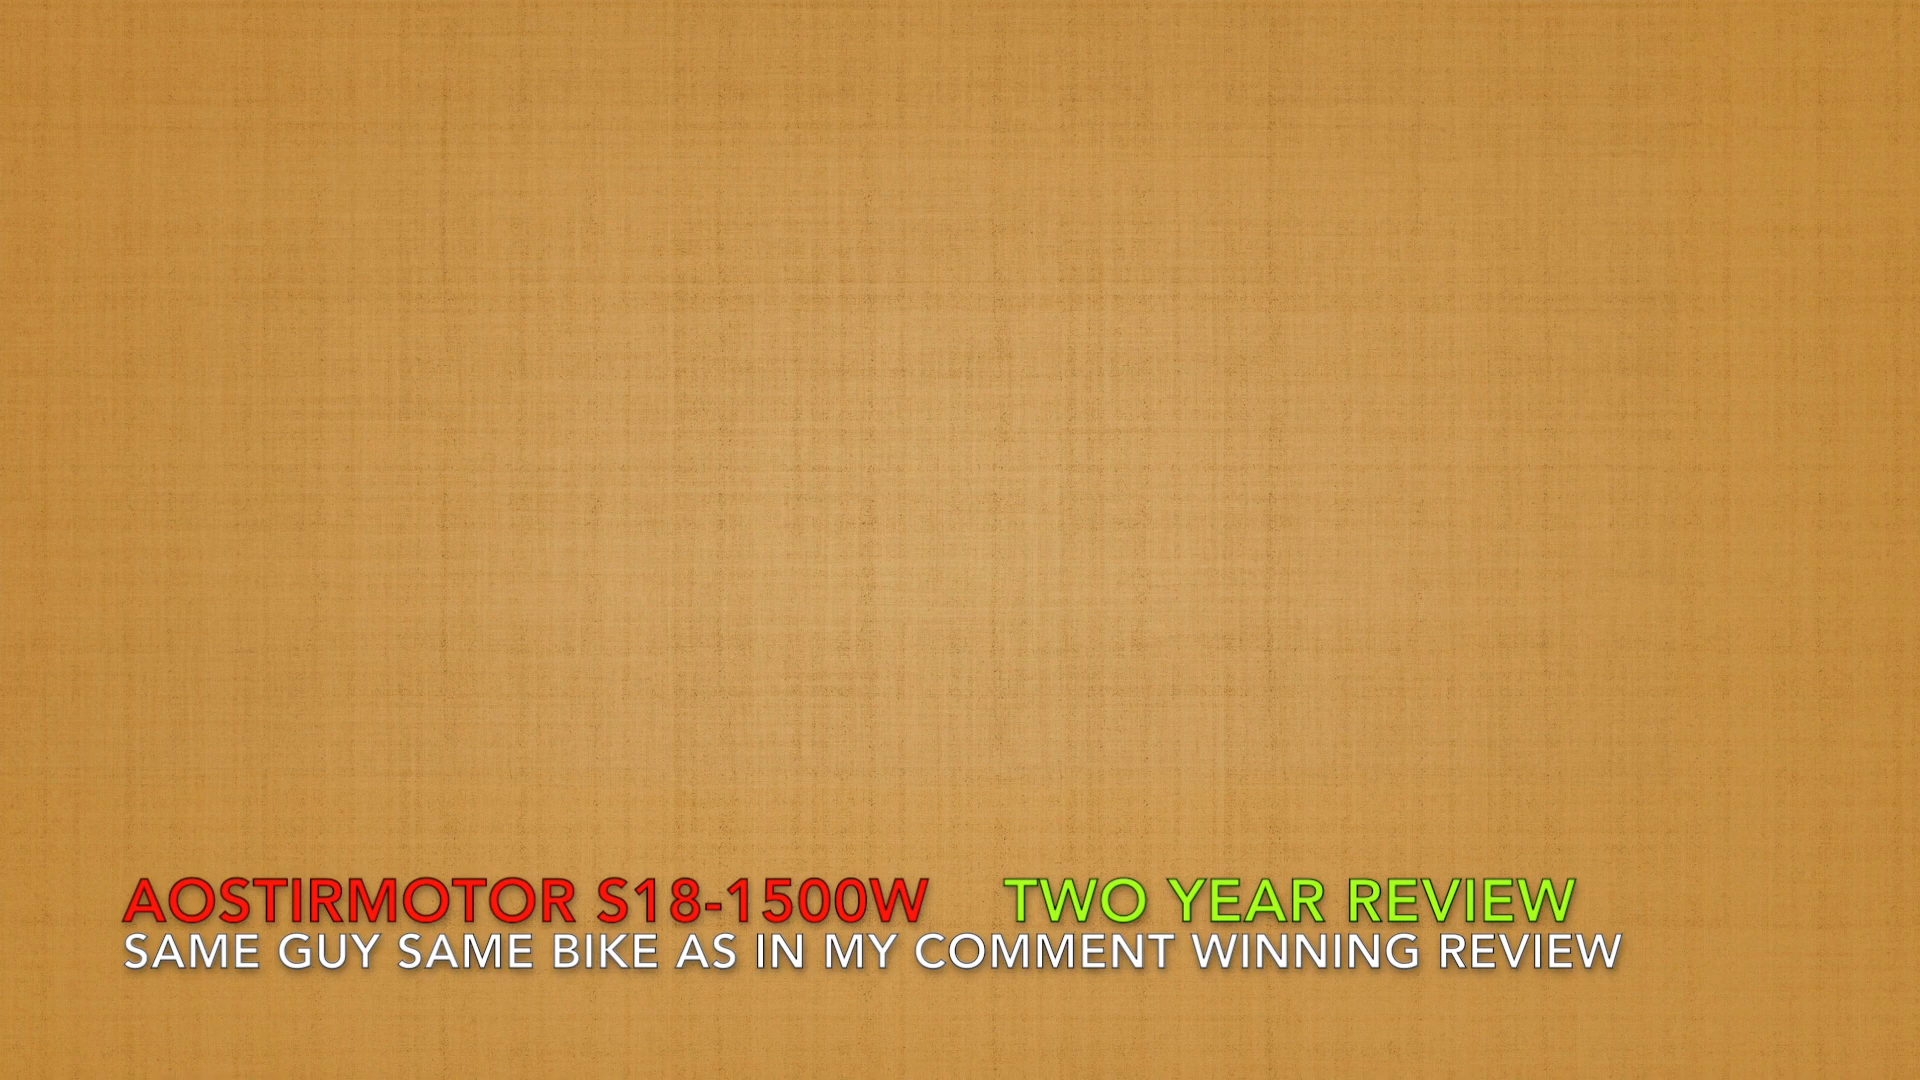 AOSTIRMOTOR S18-1500W TWO YEAR REVIEW
SAME GUY SAME BIKE AS IN MY COMMENT WINNING REVIEW